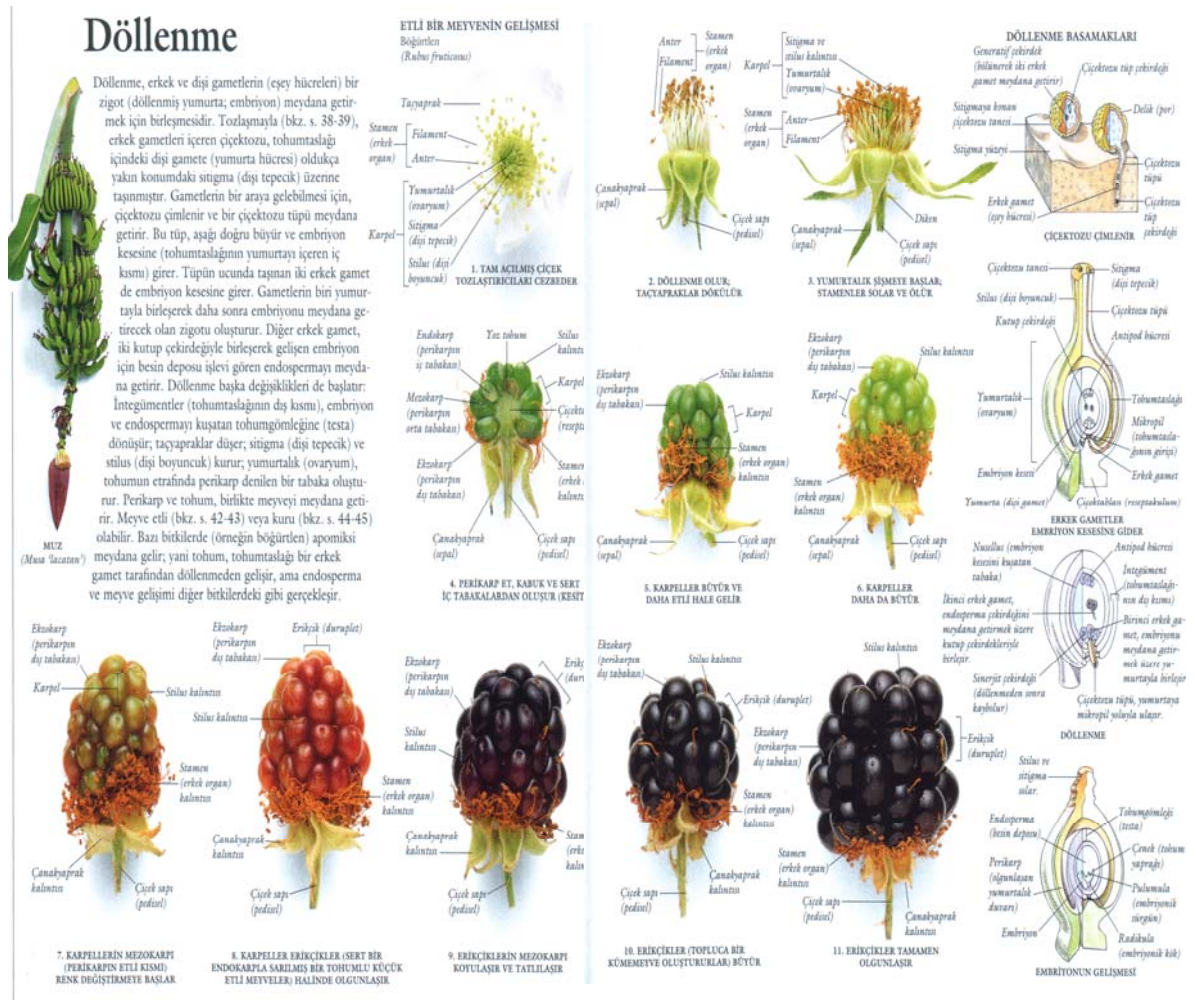 Döllenme
Döllenme, erkek ve dişi gametlerin (eşey hücreleri) bir
zigot (döllenmiş yumurta; embriyon) meydana getir-
mek için birleşmesidir. Tozlaşmayla (bkz. s. 38-39),
erkek gametleri içeren çiçektozu, tohumtaslağı
içindeki dişi gamete (yumurta hücresi) oldukça
yakın konumdaki sitigma (dişi tepecik) üzerine
taşınmıştır. Gametlerin bir araya gelebilmesi için,
çiçektozu çimlenir ve bir çiçektozu tüpü meydana
getirir. Bu tüp, aşağı doğru büyür ve embriyon
kesesine (tohumtaslağının yumurtayı içeren iç
kısmı) girer. Tüpün ucunda taşınan iki erkek gamet
de embriyon kesesine girer. Gametlerin biri yumur-
tayla birleşerek daha sonra embriyonu meydana ge-
tirecek olan zigotu oluşturur. Diğer erkek gamet,
iki kutup çekirdeğiyle birleşerek gelişen embriyon
için besin deposu işlevi gören endospermayı meyda-
na getirir. Döllenme başka değişiklikleri de başlatır:
İntegümentler (tohumtaslağının dış kısmı), embriyon
ve endospermayı kuşatan tohumgömleğine (testa)
dönüşür; taçyapraklar düşer; sitigma (dişi tepecik) ve
stilus (dişi boyuncuk) kurur; yumurtalık (ovaryum),
tohumun etrafında perikarp denilen bir tabaka oluştu-
rur. Perikarp ve tohum, birlikte meyveyi meydana geti-
rir. Meyve etli (bkz. s. 42-43) veya kuru (bkz. s. 44-45)
olabilir. Bazı bitkilerde (örneğin böğürtlen) apomiksi
meydana gelir; yani tohum, tohumtaslağı bir erkek
gamet tarafından döllenmeden gelişir, ama endosperma
ve meyve gelişimi diğer bitkilerdeki gibi gerçekleşir.
MUZ
(Musa 'lacatan')
ETLİ BİR MEYVENİN GELİŞMESİ
Böğürtlen
(Rubus fruticosus)
Taçyaprak
Stamen
(erkek
organ)
Filament
Anter
Karpel
Yumurtalık
(ovaryum)
Sitigma
(dişi tepecik)
Stilus (dişi
boyuncuk)
1. TAM AÇILMIŞ ÇİÇEK
TOZLAŞTIRICILARI CEZBEDER
Anter
Filament
Stamen
(erkek
organ)
Çanakyaprak
(sepal)
Çiçek sapı
(pedisel)
2. DÖLLENME OLUR;
TAÇYAPRAKLAR DÖKÜLÜR
Karpel
Sitigma ve
stilus kalıntısı
Yumurtalık
(ovaryum)
Stamen
(erkek
organ)
Anter
Filament
Diken
Çanakyaprak
(sepal)
Çiçek sapı
(pedisel)
3. YUMURTALIK ŞİŞMEYE BAŞLAR;
STAMENLER SOLAR VE ÖLÜR
DÖLLENME BASAMAKLARI
Generatif çekirdek
(bölünerek iki erkek
gamet meydana getirir)
Çiçektozu tüp çekirdeği
Sitigmaya konan
çiçektozu tanesi
Delik (por)
Sitigma yüzeyi
Çiçektozu
tüpü
Erkek gamet
(eşey hücresi)
Çiçektozu
tüp
çekirdeği
ÇİÇEKTOZU ÇİMLENİR
Endokarp
(perikarpın
iç tabakası)
Yoz tohum
Stilus
kalıntı
Karpel
Mezokarp
(perikarpın
orta tabakası)
Çiçekta
(resepta
Ekzokarp
(perikarpın
dış tabakası)
Stamen
(erkek
kalıntı
Çanakyaprak
(sepal)
Çiçek sapı
(pedisel)
4. PERİKARP ET, KABUK VE SERT
İÇ TABAKALARDAN OLUŞUR (KESİT
Ekzokarp
(perikarpın
dış tabakası)
Stilus kalıntısı
Karpel
Stamen
(erkek organ)
kalıntısı
Çanakyaprak
(sepal)
Çiçek sapı
(pedisel)
5. KARPELLER BÜYÜR VE
DAHA ETLİ HALE GELİR
Ekzokarp
(perikarpın
dış tabakası)
Stilus kalıntısı
Karpel
Stamen
(erkek organ)
kalıntısı
Çanakyaprak
(sepal)
Çiçek sapı
(pedisel)
6. KARPELLER
DAHA DA BÜYÜR
Çiçektozu tanesi
Sitigma
(dişi tepecik)
Stilus (dişi boyuncuk)
Çiçektozu tüpü
Kutup çekirdeği
Antipod hücresi
Yumurtalık
(ovaryum)
Tohumtaslağı
Mikropil
(tohumtasla-
ğının girişi)
Embriyon kesesi
Erkek gamet
Yumurta (dişi gamet)
Çiçektablası (reseptakulum)
ERKEK GAMETLER
EMBRİYON KESESİNE GİDER
Nusellus (embriyon
kesesini kuşatan
tabaka)
Antipod hücresi
İntegüment
(tohumtaslağı-
nın dış kısmı)
İkinci erkek gamet,
endosperma çekirdeğini
meydana getirmek üzere
kutup çekirdekleriyle
birleşir.
Birinci erkek ga-
met, embriyonu
meydana getir-
mek üzere yu-
murtayla birleşir
Sinerjit çekirdeği
(döllenmeden sonra
kaybolur)
Çiçektozu tüpü, yumurtaya
mikropil yoluyla ulaşır.
DÖLLENME
Ekzokarp
(perikarpın
dış tabakası)
Karpel
Stilus kalıntısı
Stamen
(erkek organ)
kalıntısı
Çanakyaprak
kalıntısı
Çiçek sapı
(pedisel)
7. KARPELLERİN MEZOKARPI
(PERİKARPIN ETLİ KISMI)
RENK DEĞİŞTİRMEYE BAŞLAR
Ekzokarp
(perikarpın
dış tabakası)
Erikçik (duruplet)
Stilus kalıntısı
Stamen
(erkek organ)
kalıntısı
Çanakyaprak
kalıntısı
Çiçek sapı
(pedisel)
8. KARPELLER ERİKÇİKLER (SERT BİR
ENDOKARPLA SARILMIŞ BİR TOHUMLU KÜÇÜK
ETLİ MEYVELER) HALİNDE OLGUNLAŞIR
Ekzokarp
(perikarpın
dış tabakası)
Erikç
(duru
Stilus
kalıntısı
Çanakyaprak
kalıntısı
Stam
(erke
kalın
Çiçek sapı
(pedisel)
9. ERİKÇİKLERİN MEZOKARPI
KOYULAŞIR VE TATLILAŞIR
Ekzokarp
(perikarpın
dış tabakası)
Stilus kalıntısı
Erikçik (duruplet)
Stamen
(erkek organ)
kalıntısı
Çiçek sapı
(pedisel)
Çanakyaprak
kalıntısı
10. ERİKÇİKLER (TOPLUCA BİR
KÜMEMEYVE OLUŞTURURLAR) BÜYÜR
Stilus kalıntısı
Ekzokarp
(perikarpın
dış tabakası)
Erikçik
(duruplet)
Stamen
(erkek organ)
kalıntısı
Çiçek sapı
(pedisel)
Çanakyaprak
kalıntısı
11. ERİKÇİKLER TAMAMEN
OLGUNLAŞIR
Stilus ve
sitigma
solar.
Endosperma
(besin deposu)
Tohumgömleği
(testa)
Çenek (tohum
yaprağı)
Perikarp
(olgunlaşan
yumurtalık
duvarı)
Pulumula
(embriyonik
sürgün)
Embriyon
Radikula
(embriyonik kök)
EMBRİYONUN GELİŞMESİ